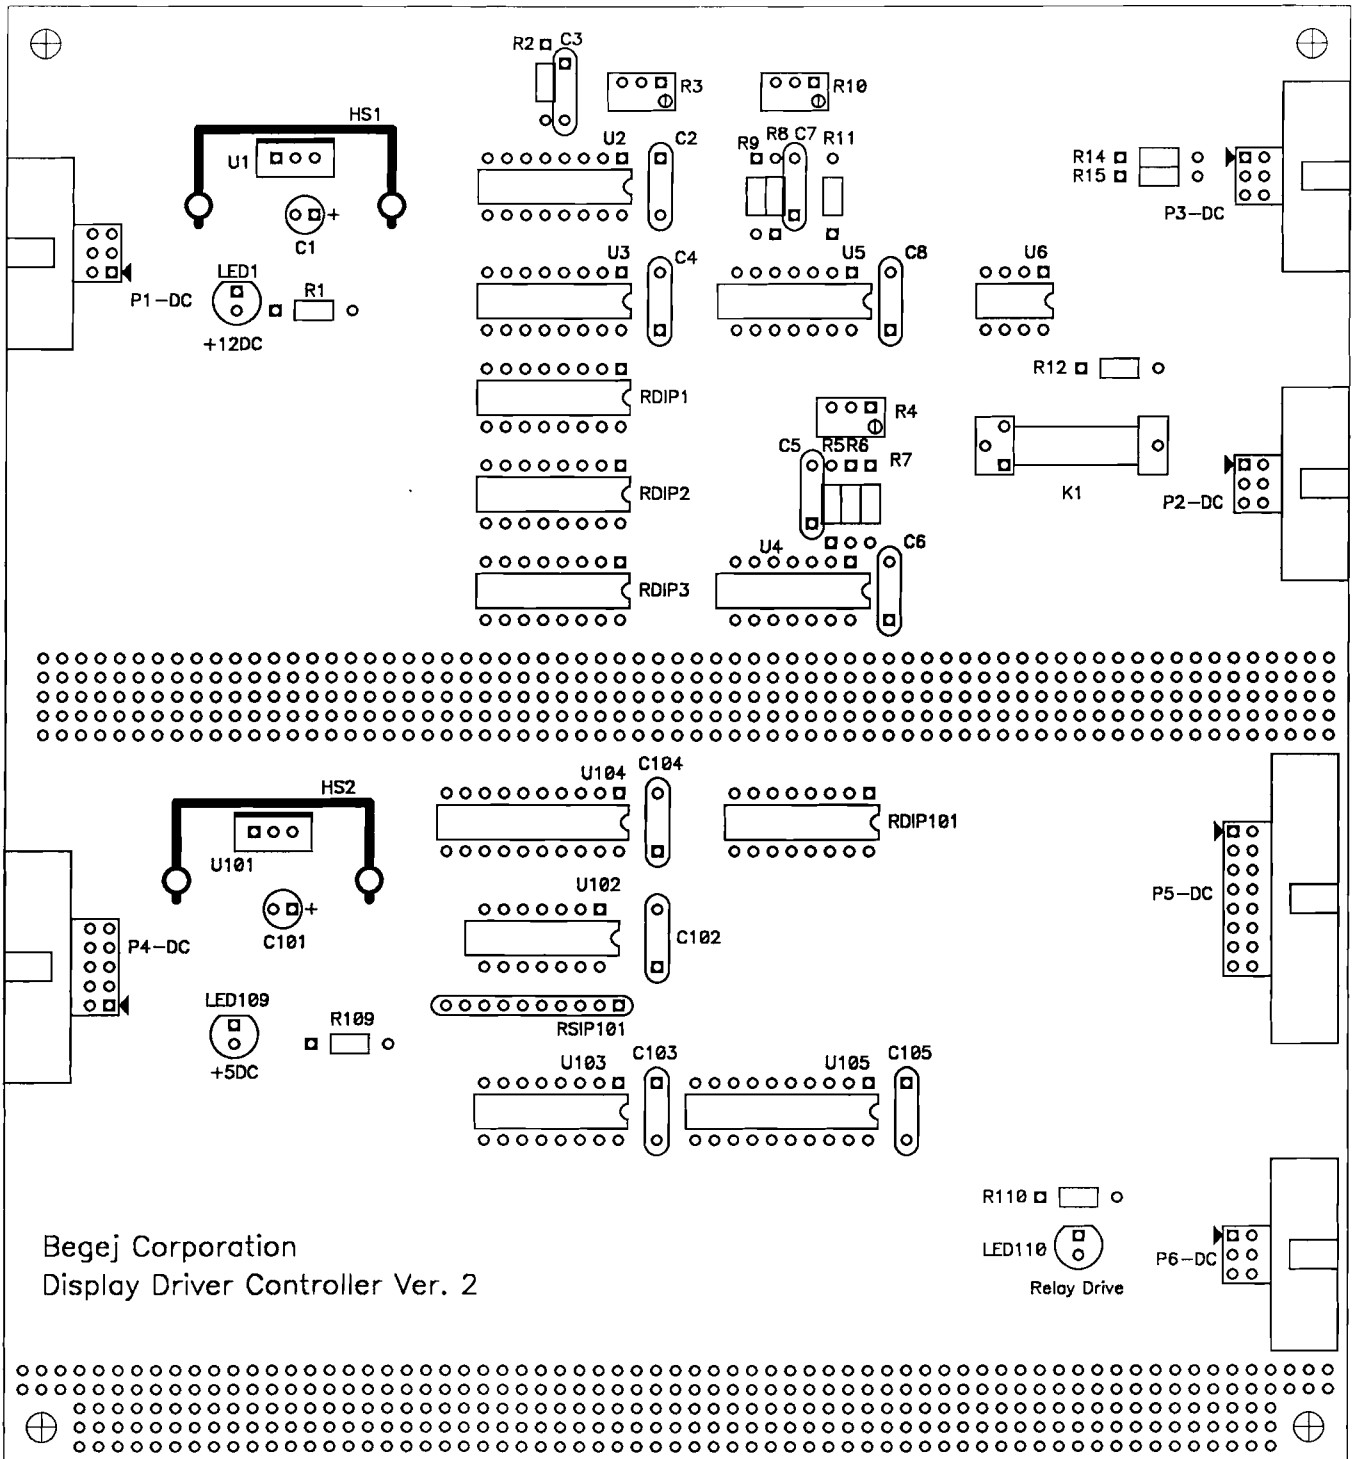 R2 C3
R3
R10
HS1
U1
U2
C2
R9 R8 C7 R11
R14
R15
P3-DC
+
C1
P1-DC
LED1
R1
+12DC
U3
C4
U5
C8
U6
R12
RDIP1
R4
C5
R5R6
R7
K1
P2-DC
RDIP2
U4
C6
RDIP3
U104
C104
HS2
U101
RDIP101
U102
P5-DC
+
C101
P4-DC
C102
LED109
R109
+5DC
RSIP101
U103
C103
U105
C105
R110
LED110
P6-DC
Relay Drive
Begej Corporation
Display Driver Controller Ver. 2